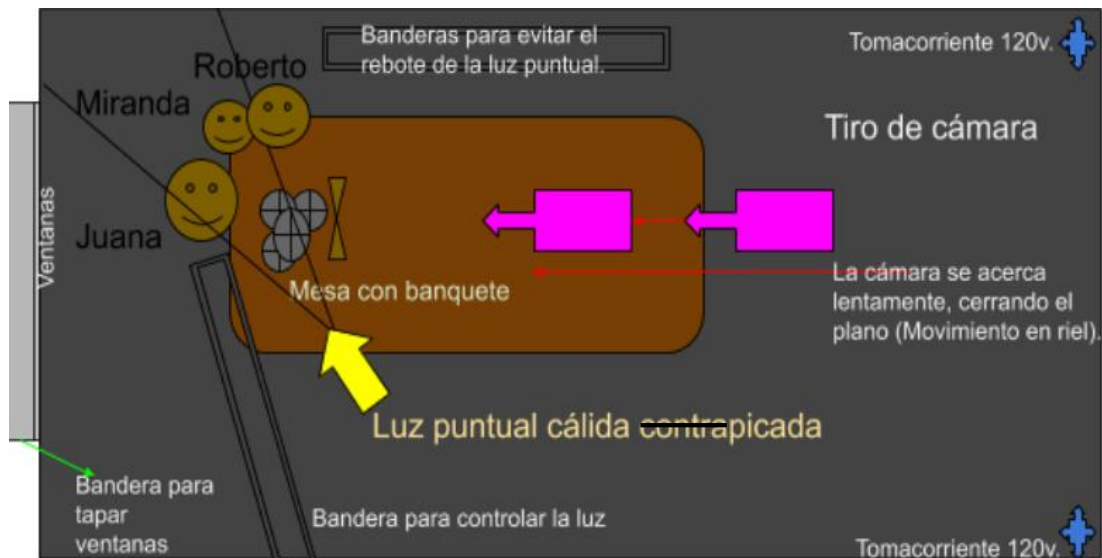 Banderas para evitar el
rebote de la luz puntual.
Tomacorriente 120v.
Roberto
Miranda
Tiro de cámara
Ventanas
Juana
Mesa con banquete
La cámara se acerca
lentamente, cerrando el
plano (Movimiento en riel).
Luz puntual cálida contrapicada
Bandera para
tapar
ventanas
Bandera para controlar la luz
Tomacorriente 120v.